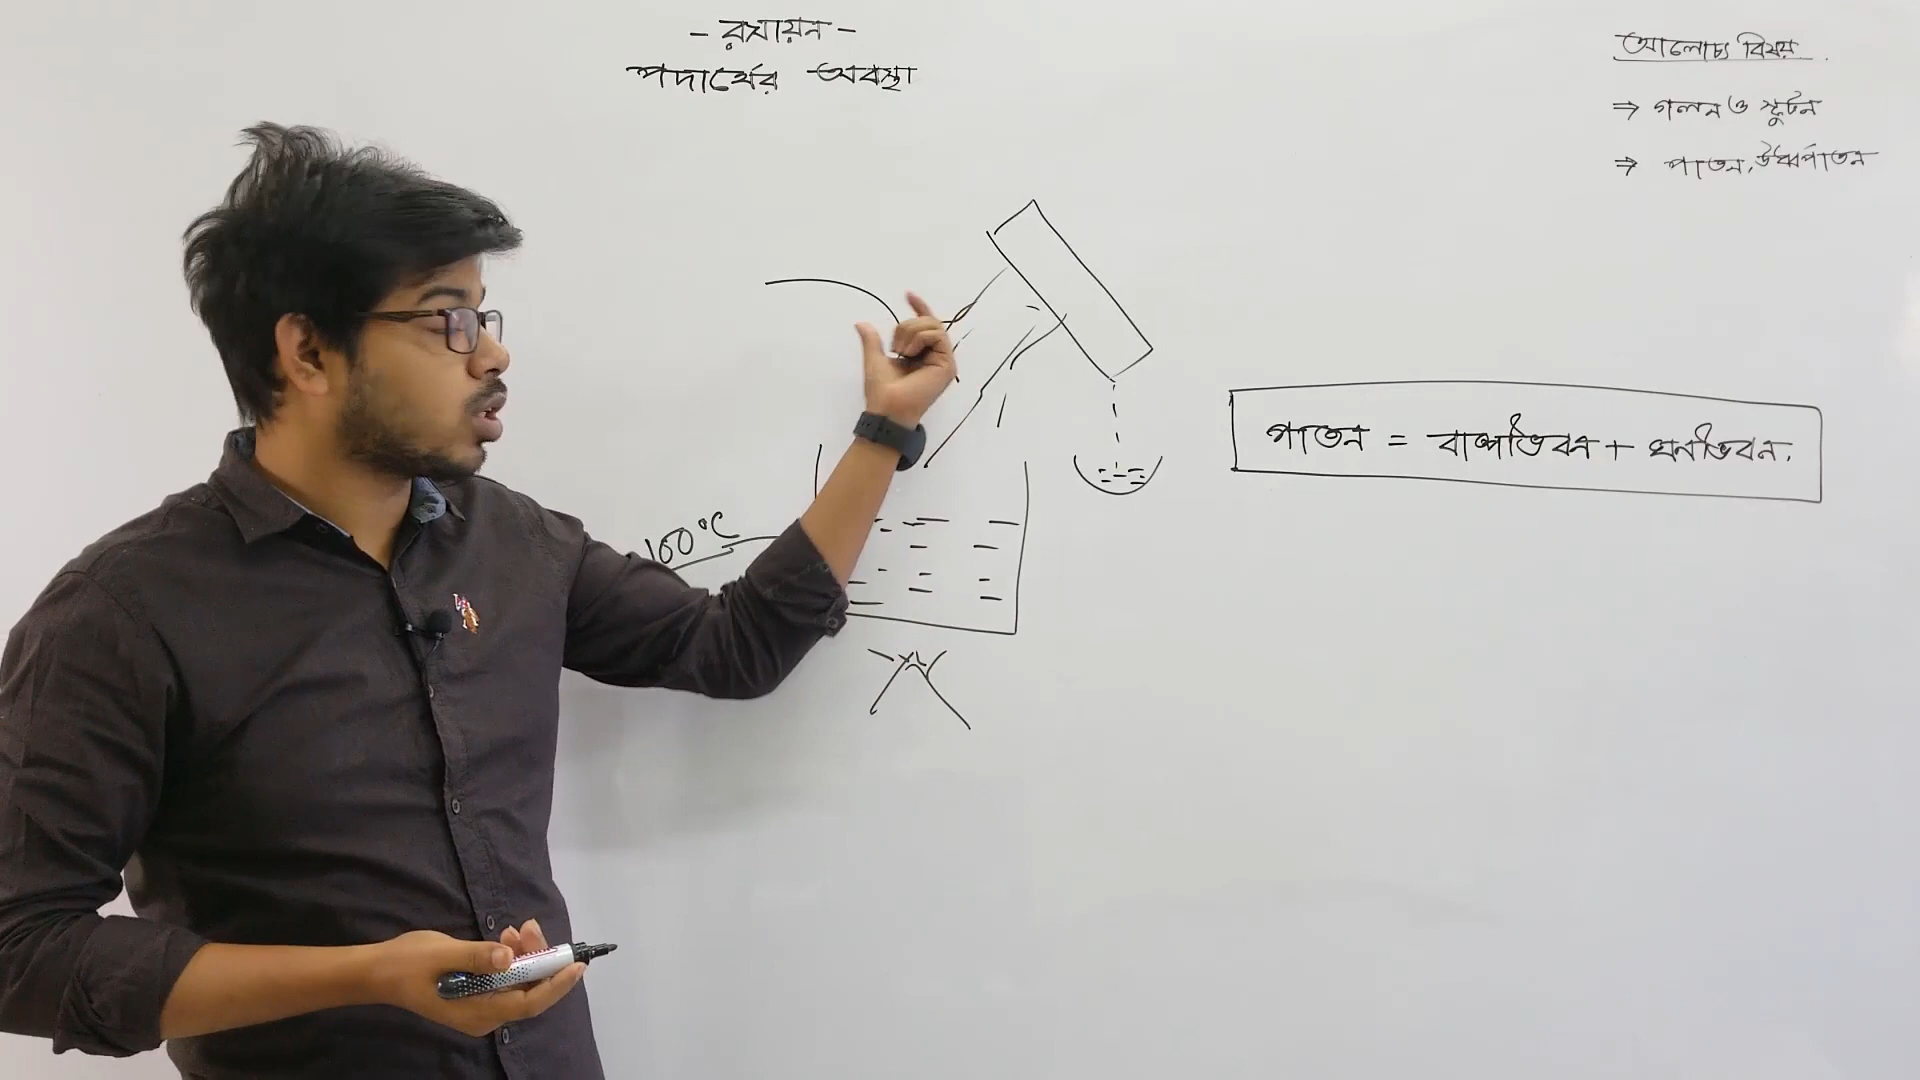 - রসায়ন -
পদার্থের অবস্থা
আলোচ্য বিষয়
⇒ গলন ও স্ফুটন
⇒ পাতন, ঊর্ধ্বপাতন
পাতন = বাষ্পীভবন + ঘনীভবন.
100°C